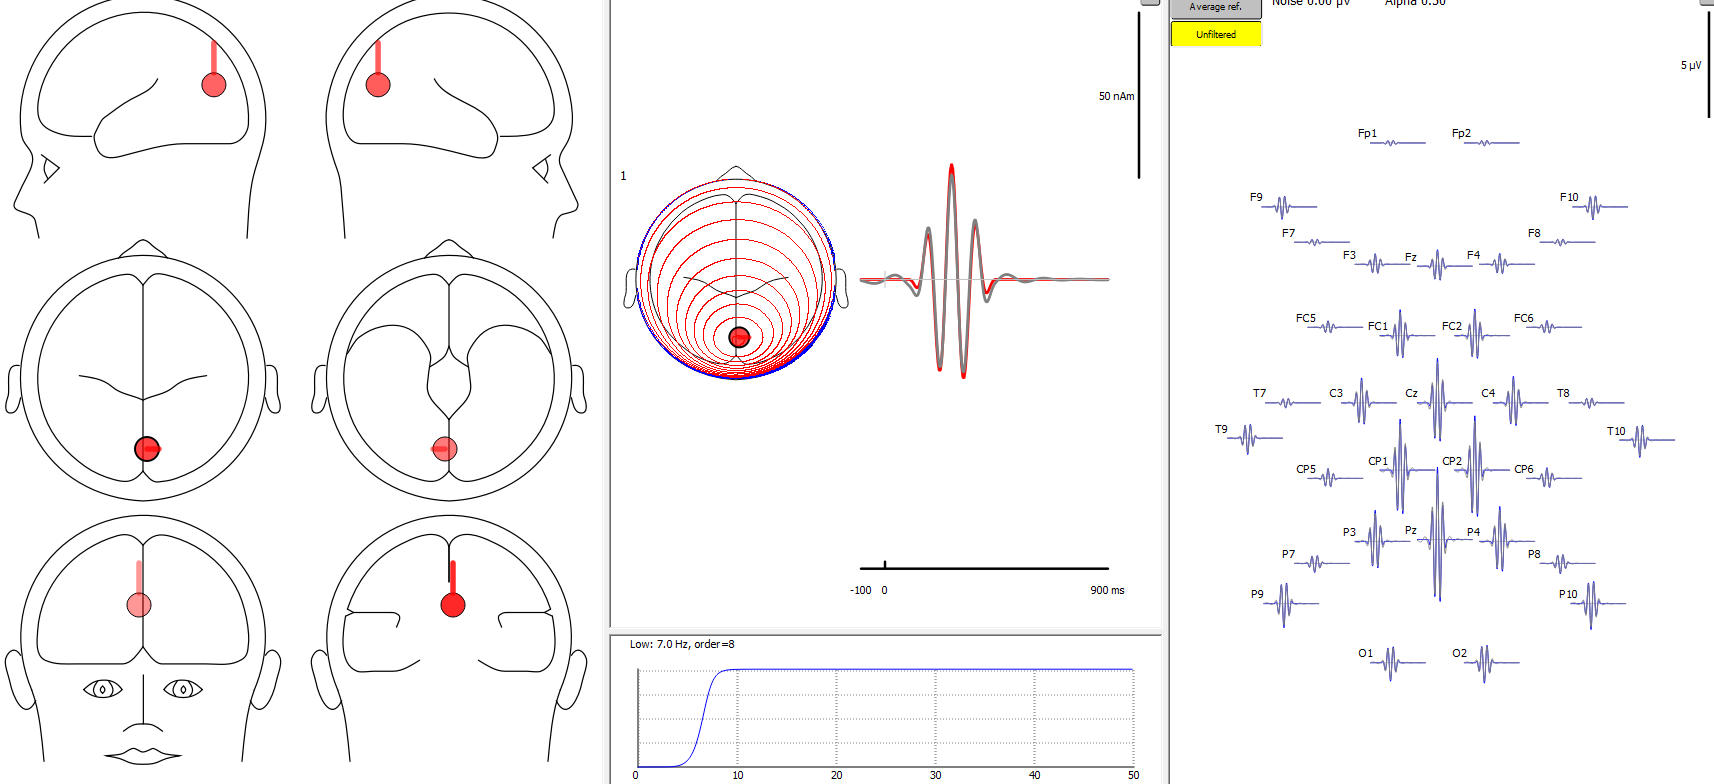 Average ref.
Noise 0.00 µV Alpha 0.50
Unfiltered
5 µV
50 nAm
1
Fp1 Fp2
F9 F10
F7 F8
F3 Fz F4
FC5 FC1 FC2 FC6
T7 C3 Cz C4 T8
T9 T10
CP5 CP1 CP2 CP6
P3 Pz P4
P7 P8
P9 P10
O1 O2
-100 0 900 ms
Low: 7.0 Hz, order=8
0 10 20 30 40 50